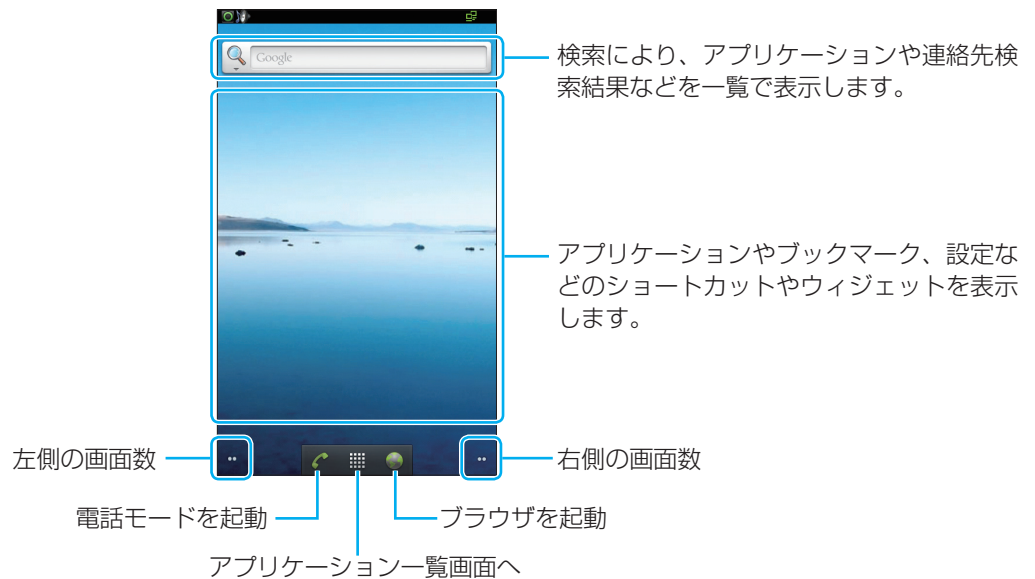 Google
検索により、アプリケーションや連絡先検
索結果などを一覧で表示します。
アプリケーションやブックマーク、設定な
どのショートカットやウィジェットを表示
します。
左側の画面数
右側の画面数
電話モードを起動
ブラウザを起動
アプリケーション一覧画面へ